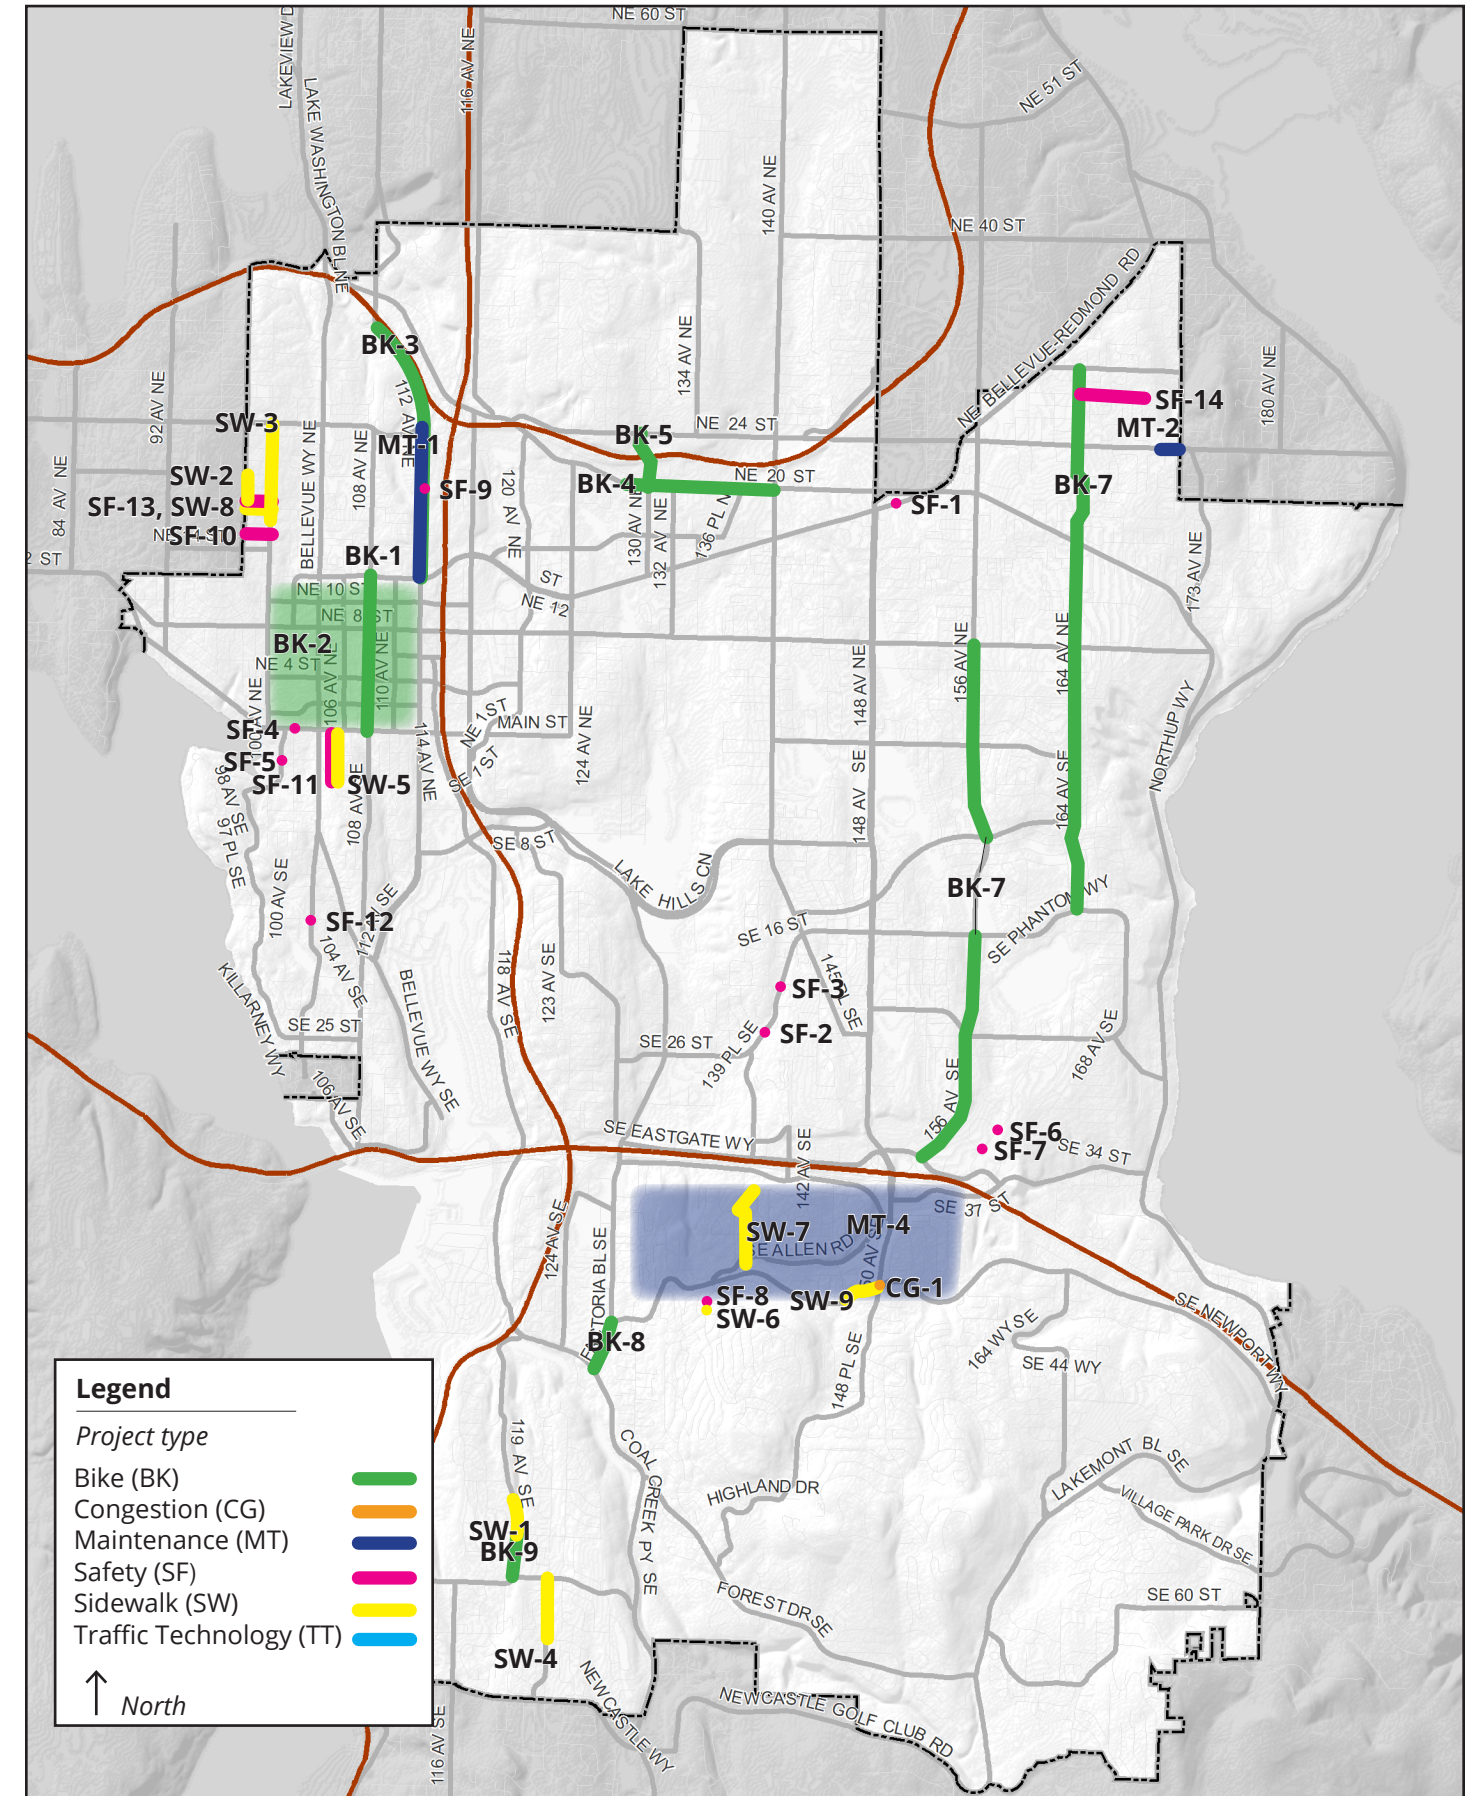 NE 60 ST
LAKEVIEW D
LAKE WASHINGTON BL NE
116 AV NE
NE 51 ST
140 AV NE
NE 40 ST
NE BELLEVUE-REDMOND RD
BK-3
134 AV NE
180 AV NE
92 AV NE
112 AV NE
SF-14
SW-3
NE 24 ST
MT-2
BK-5
MT-1
BELLEVUE WY NE
108 AV NE
84 AV NE
SW-2
NE 20 ST
BK-4
BK-7
SF-9
120 AV NE
SF-13, SW-8
SF-1
130 AV NE
132 AV NE
136 PL N
SF-10
BK-1
ST
NE 12
173 AV NE
NE 10 ST
NE 8 ST
BK-2
NE 4 ST
106 AV NE
110 AV NE
156 AV NE
164 AV NE
148 AV NE
100 AV NE
NE 1 ST
MAIN ST
SF-4
124 AV NE
114 AV NE
NORTHUP WY
SF-5
SE 1 ST
SF-11
SW-5
98 AV SE
108 AV SE
148 AV SE
164 AV SE
97 PL SE
SE 8 ST
LAKE HILLS CN
BK-7
100 AV SE
SE PHANTOM WY
SF-12
112 AV SE
SE 16 ST
104 AV SE
118 AV SE
123 AV SE
145 PL SE
SF-3
KILLARNEY WY
BELLEVUE WY SE
SE 25 ST
SF-2
SE 26 ST
139 PL SE
168 AV SE
106 AV SE
156 AV SE
SE EASTGATE WY
SF-6
SF-7
SE 34 ST
142 AV SE
SE 37 ST
124 AV SE
SW-7
MT-4
SE ALLEN RD
SF-8
SW-9
CG-1
SW-6
BK-8
SE NEWPORT WY
164 WY SE
SE 44 WY
148 PL SE
Legend
Project type
Bike (BK)
Congestion (CG)
Maintenance (MT)
Safety (SF)
Sidewalk (SW)
Traffic Technology (TT)
North
119 AV SE
COAL CREEK PY SE
HIGHLAND DR
LAKEMONT BL SE
VILLAGE PARK DR SE
SW-1
BK-9
FOREST DR SE
SE 60 ST
SW-4
NEWCASTLE WY
NEWCASTLE GOLF CLUB RD
116 AV SE